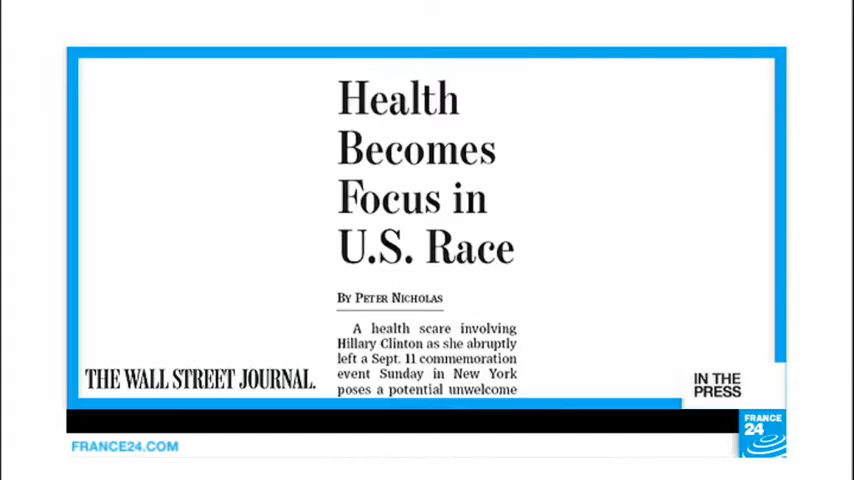 Health
Becomes
Focus in
U.S. Race
BY PETER NICHOLAS
A health scare involving
Hillary Clinton as she abruptly
left a Sept. 11 commemoration
event Sunday in New York
poses a potential unwelcome
THE WALL STREET JOURNAL.
IN THE
PRESS
FRANCE
24
FRANCE24.COM